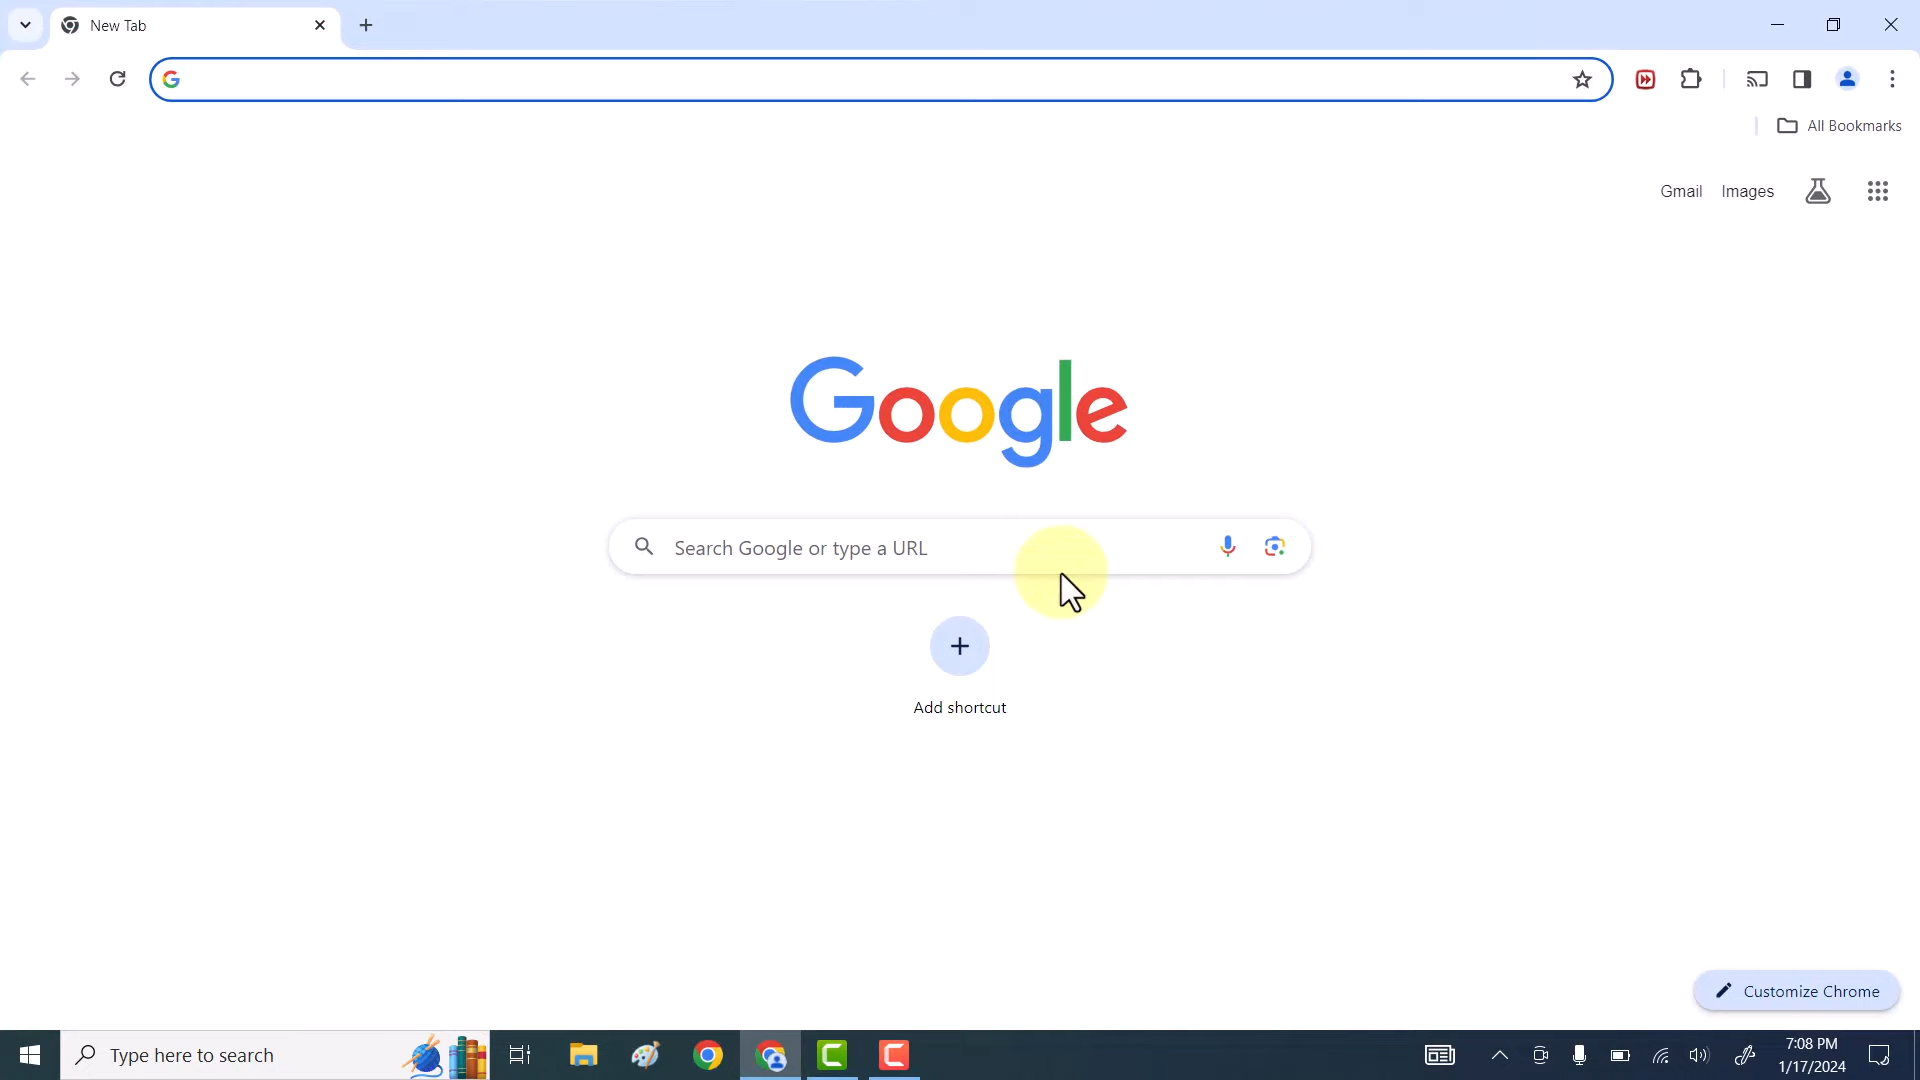 New Tab
All Bookmarks
Gmail Images
Google
Search Google or type a URL
Add shortcut
Customize Chrome
Type here to search
7:08 PM
1/17/2024